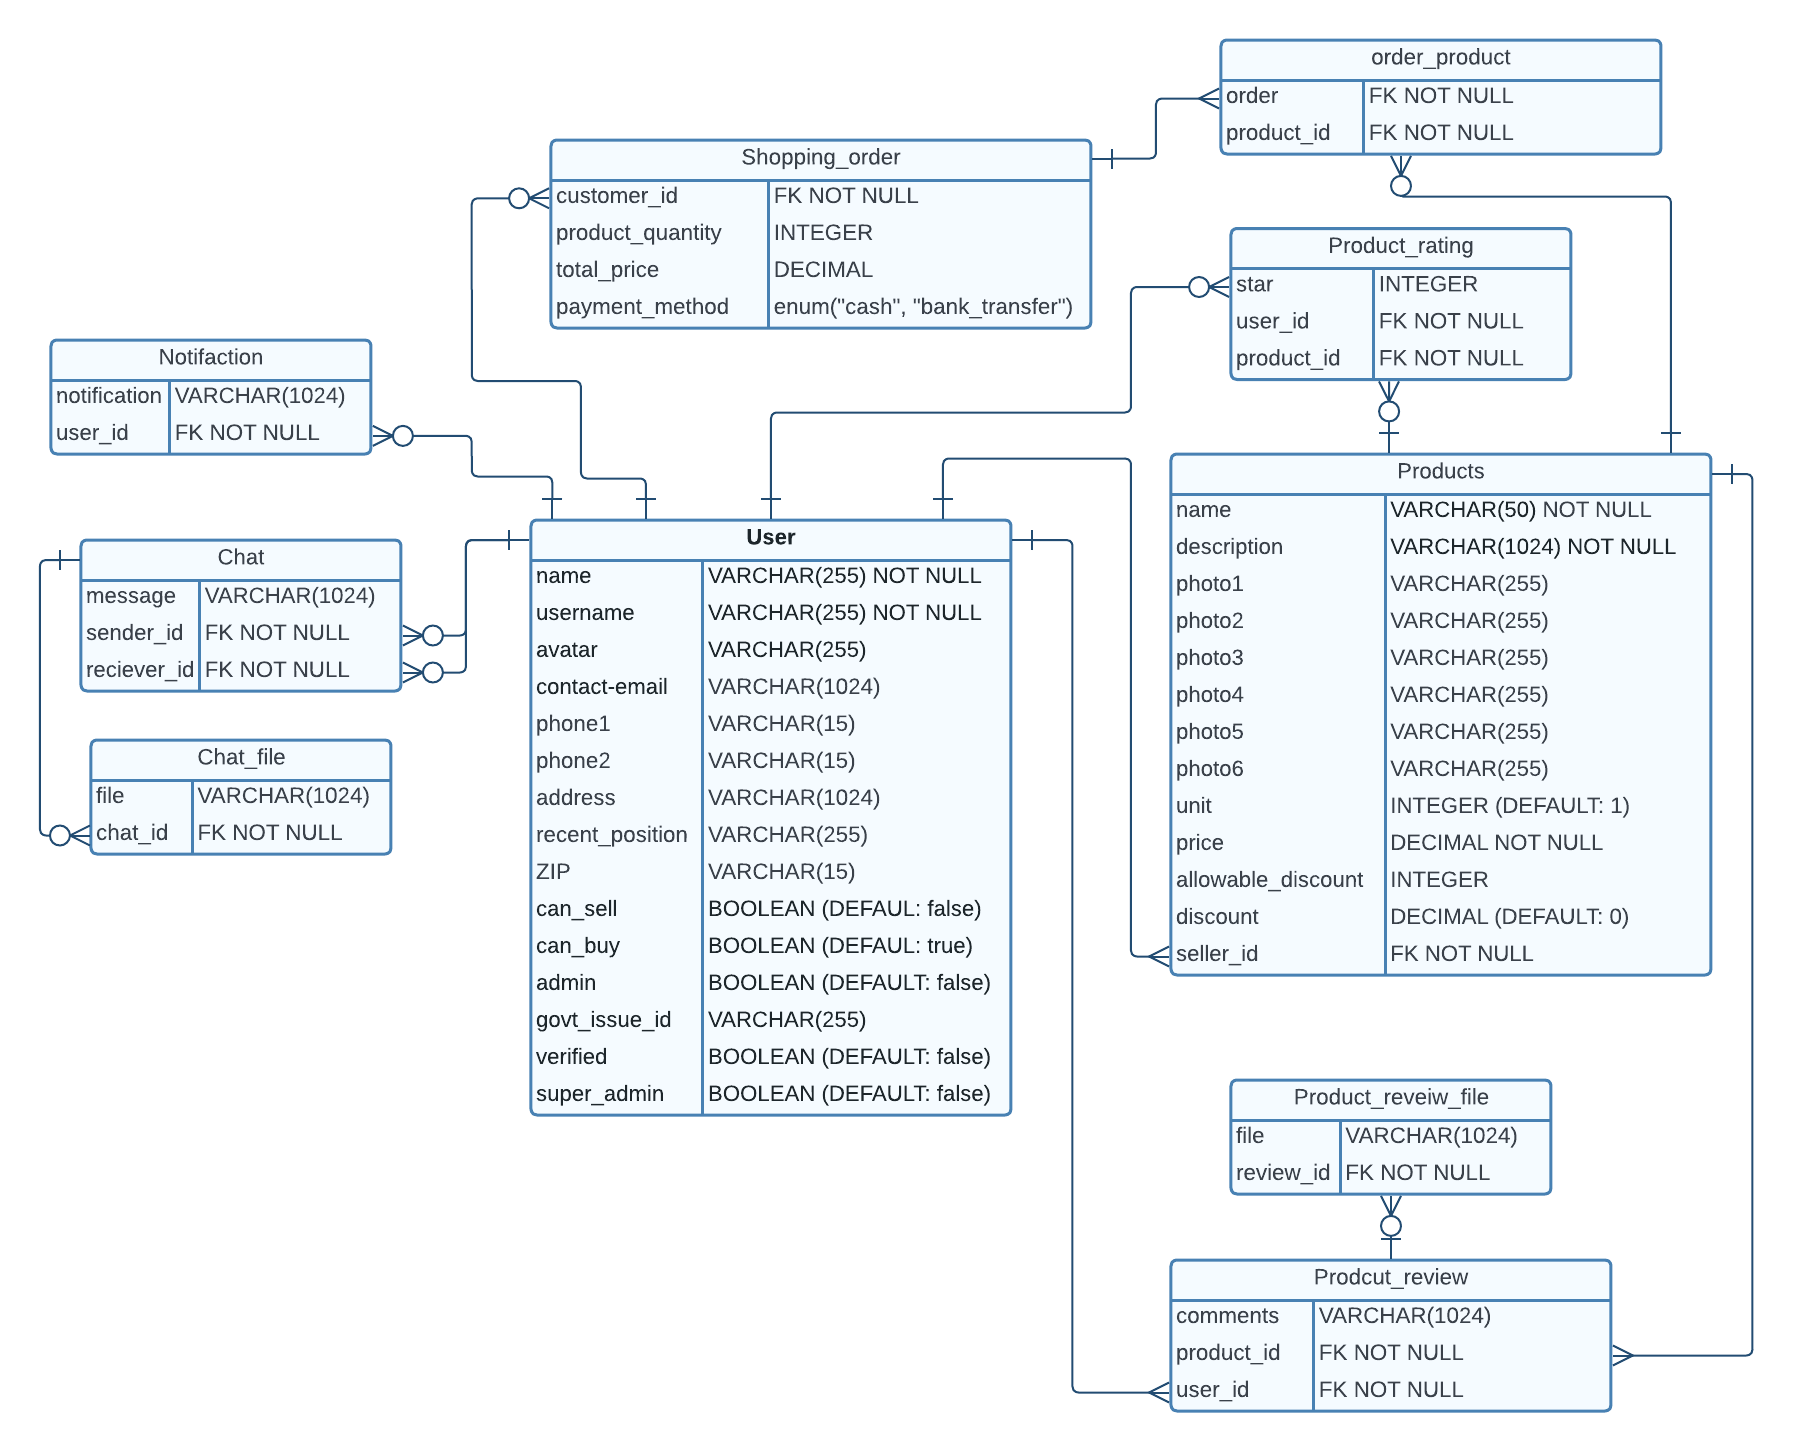 order_product
order FK NOT NULL
product_id FK NOT NULL
Shopping_order
customer_id FK NOT NULL
product_quantity INTEGER
total_price DECIMAL
payment_method enum("cash", "bank_transfer")
Product_rating
star INTEGER
user_id FK NOT NULL
product_id FK NOT NULL
Notifaction
notification VARCHAR(1024)
user_id FK NOT NULL
Chat
message VARCHAR(1024)
sender_id FK NOT NULL
reciever_id FK NOT NULL
Chat_file
file VARCHAR(1024)
chat_id FK NOT NULL
User
name VARCHAR(255) NOT NULL
username VARCHAR(255) NOT NULL
avatar VARCHAR(255)
contact-email VARCHAR(1024)
phone1 VARCHAR(15)
phone2 VARCHAR(15)
address VARCHAR(1024)
recent_position VARCHAR(255)
ZIP VARCHAR(15)
can_sell BOOLEAN (DEFAUL: false)
can_buy BOOLEAN (DEFAUL: true)
admin BOOLEAN (DEFAULT: false)
govt_issue_id VARCHAR(255)
verified BOOLEAN (DEFAULT: false)
super_admin BOOLEAN (DEFAULT: false)
Products
name VARCHAR(50) NOT NULL
description VARCHAR(1024) NOT NULL
photo1 VARCHAR(255)
photo2 VARCHAR(255)
photo3 VARCHAR(255)
photo4 VARCHAR(255)
photo5 VARCHAR(255)
photo6 VARCHAR(255)
unit INTEGER (DEFAULT: 1)
price DECIMAL NOT NULL
allowable_discount INTEGER
discount DECIMAL (DEFAULT: 0)
seller_id FK NOT NULL
Product_reveiw_file
file VARCHAR(1024)
review_id FK NOT NULL
Prodcut_review
comments VARCHAR(1024)
product_id FK NOT NULL
user_id FK NOT NULL